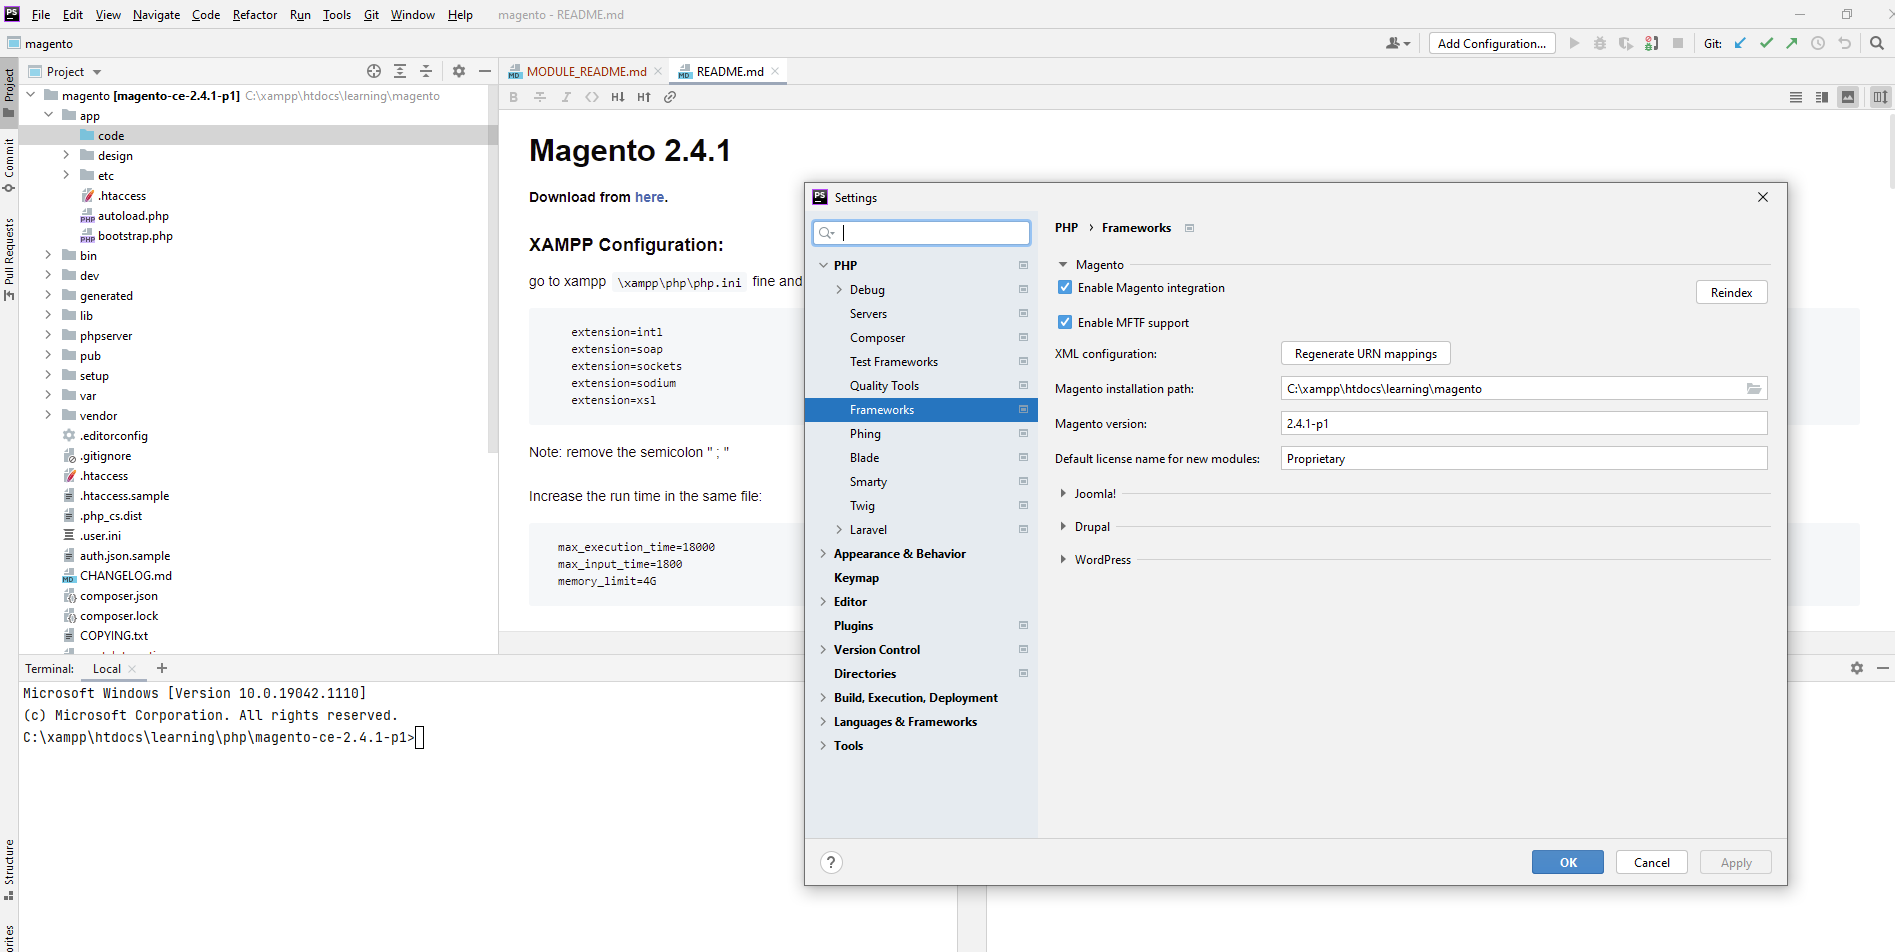 PS File Edit View Navigate Code Refactor Run Tools Git Window Help magento - README.md
magento Add Configuration... Git:
Project
Commit
Pull Requests
Structure
Project
magento [magento-ce-2.4.1-p1] C:\xampp\htdocs\learning\magento
app
code
design
etc
.htaccess
autoload.php
bootstrap.php
bin
dev
generated
lib
phpserver
pub
setup
var
vendor
.editorconfig
.gitignore
.htaccess
.htaccess.sample
.php_cs.dist
.user.ini
auth.json.sample
CHANGELOG.md
composer.json
composer.lock
COPYING.txt
MODULE_README.md README.md
B I H↓ H↑
Magento 2.4.1
Download from here.
XAMPP Configuration:
go to xampp \xampp\php\php.ini fine and
extension=intl
extension=soap
extension=sockets
extension=sodium
extension=xsl
Note: remove the semicolon " ; "
Increase the run time in the same file:
max_execution_time=18000
max_input_time=1800
memory_limit=4G
Terminal: Local +
Microsoft Windows [Version 10.0.19042.1110]
(c) Microsoft Corporation. All rights reserved.
C:\xampp\htdocs\learning\php\magento-ce-2.4.1-p1>
PS Settings
PHP
Debug
Servers
Composer
Test Frameworks
Quality Tools
Frameworks
Phing
Blade
Smarty
Twig
Laravel
Appearance & Behavior
Keymap
Editor
Plugins
Version Control
Directories
Build, Execution, Deployment
Languages & Frameworks
Tools
PHP › Frameworks
Magento
Enable Magento integration
Reindex
Enable MFTF support
XML configuration: Regenerate URN mappings
Magento installation path: C:\xampp\htdocs\learning\magento
Magento version: 2.4.1-p1
Default license name for new modules: Proprietary
Joomla!
Drupal
WordPress
? OK Cancel Apply